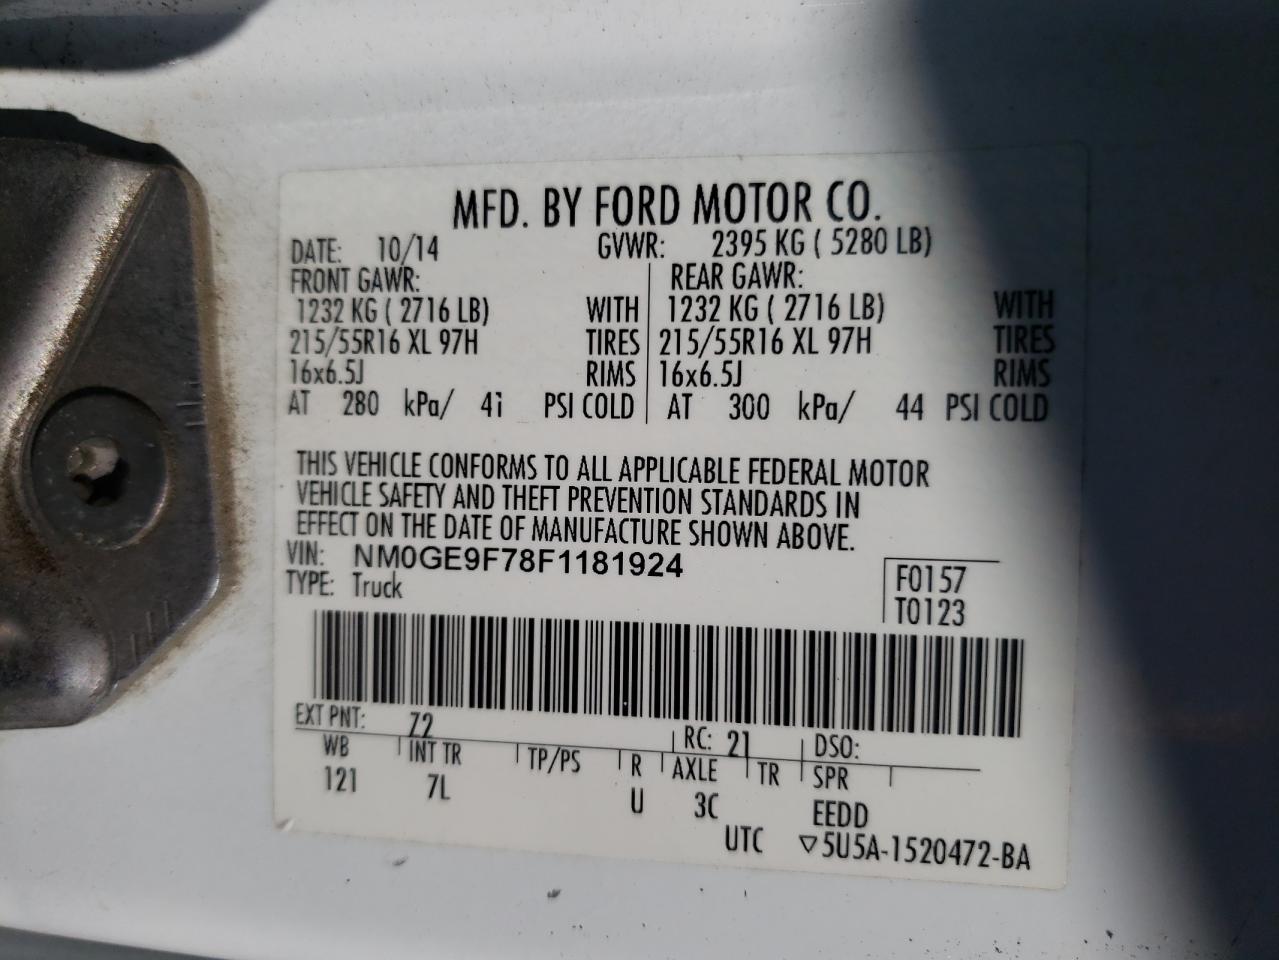 MFD. BY FORD MOTOR CO.
DATE: 10/14 GVWR: 2395 KG ( 5280 LB)
FRONT GAWR: REAR GAWR:
1232 KG ( 2716 LB) WITH 1232 KG ( 2716 LB) WITH
215/55R16 XL 97H TIRES 215/55R16 XL 97H TIRES
16x6.5J RIMS 16x6.5J RIMS
AT 280 kPa/ 41 PSI COLD AT 300 kPa/ 44 PSI COLD
THIS VEHICLE CONFORMS TO ALL APPLICABLE FEDERAL MOTOR
VEHICLE SAFETY AND THEFT PREVENTION STANDARDS IN
EFFECT ON THE DATE OF MANUFACTURE SHOWN ABOVE.
VIN: NM0GE9F78F1181924
TYPE: Truck
F0157
T0123
EXT PNT: Z2 RC: 21 DSO:
WB INT TR TP/PS R AXLE TR SPR
121 7L U 3C EEDD
UTC ▽5U5A-1520472-BA